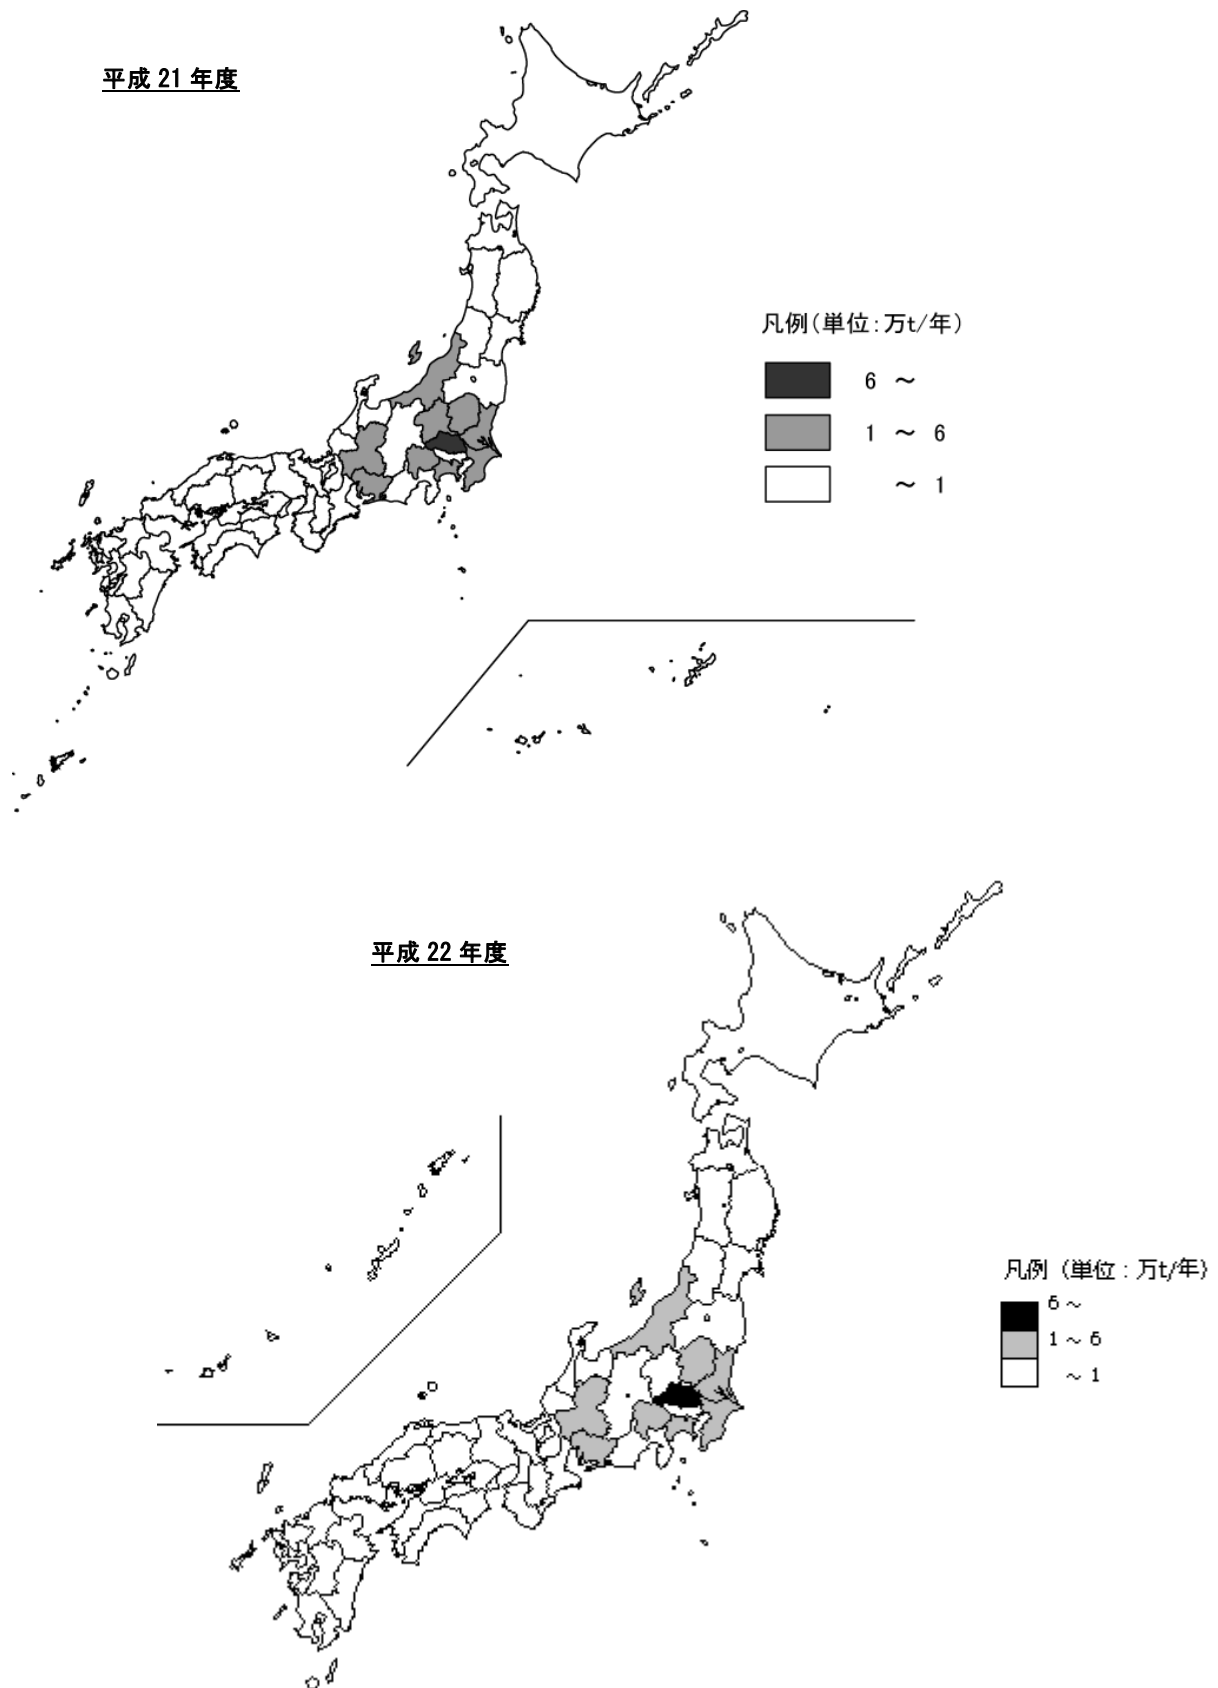 平成 21 年度
凡例(単位:万t/年)
6 ～
1 ～ 6
～ 1
平成 22 年度
凡例 (単位:万t/年)
6 ～
1 ～ 6
～ 1